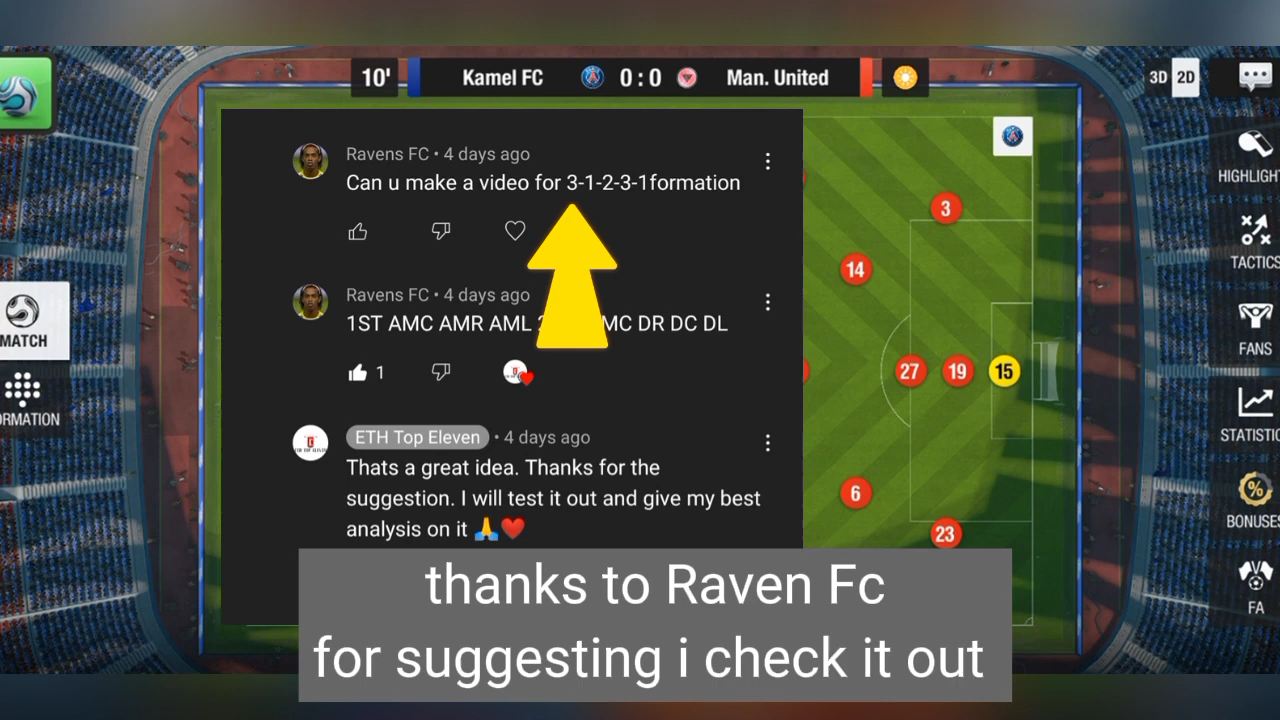 10'
Kamel FC
0 : 0
Man. United
3D 2D
Ravens FC • 4 days ago
Can u make a video for 3-1-2-3-1formation
Ravens FC • 4 days ago
1ST AMC AMR AML MC DR DC DL
1
ETH Top Eleven • 4 days ago
Thats a great idea. Thanks for the
suggestion. I will test it out and give my best
analysis on it 🙏❤️
thanks to Raven Fc
for suggesting i check it out
MATCH
ORMATION
3
14
27
19
15
6
23
HIGHLIGHT
TACTICS
FANS
STATISTIC
%
BONUSES
FA